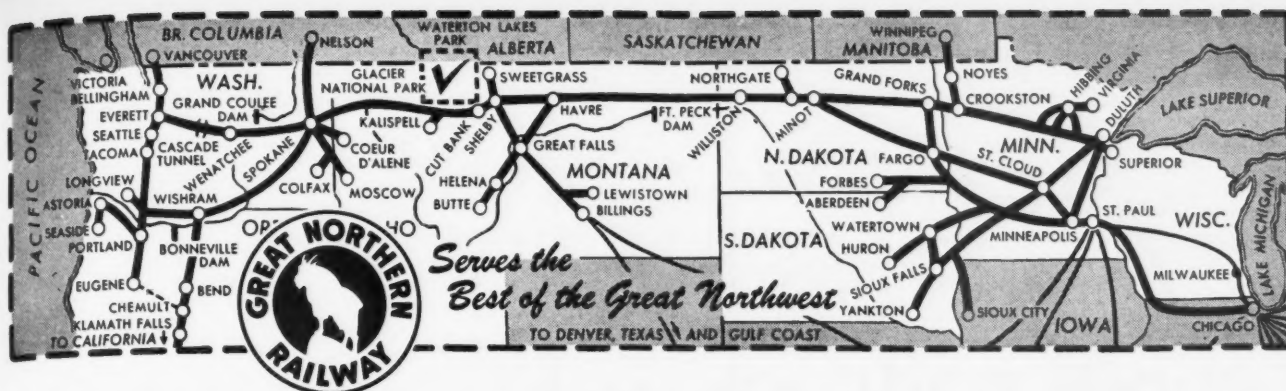 PACIFIC OCEAN
BR. COLUMBIA
VANCOUVER
VICTORIA
BELLINGHAM
EVERETT
SEATTLE
TACOMA
LONGVIEW
ASTORIA
SEASIDE
PORTLAND
EUGENE
CHEMULT
KLAMATH FALLS
TO CALIFORNIA
WASH.
GRAND COULEE
DAM
CASCADE
TUNNEL
WENATCHEE
SPOKANE
WISHRAM
BONNEVILLE
DAM
BEND
NELSON
GLACIER
NATIONAL PARK
WATERTON LAKES
PARK
ALBERTA
COEUR
D'ALENE
COLFAX
MOSCOW
KALISPELL
CUT BANK
SHELBY
SWEETGRASS
HAVRE
GREAT FALLS
HELENA
BUTTE
MONTANA
LEWISTOWN
BILLINGS
FT. PECK
DAM
SASKATCHEWAN
NORTHGATE
WILLISTON
MINOT
WINNIPEG
MANITOBA
NOYES
GRAND FORKS
CROOKSTON
HIBBING
VIRGINIA
DULUTH
LAKE SUPERIOR
SUPERIOR
N. DAKOTA
FARGO
MINN.
ST. CLOUD
FORBES
ABERDEEN
S. DAKOTA
WATERTOWN
HURON
SIOUX FALLS
YANKTON
MINNEAPOLIS
ST. PAUL
WISC.
MILWAUKEE
LAKE MICHIGAN
CHICAGO
SIOUX CITY
IOWA
OR
HO
GREAT NORTHERN
RAILWAY
Serves the
Best of the Great Northwest
TO DENVER, TEXAS AND GULF COAST